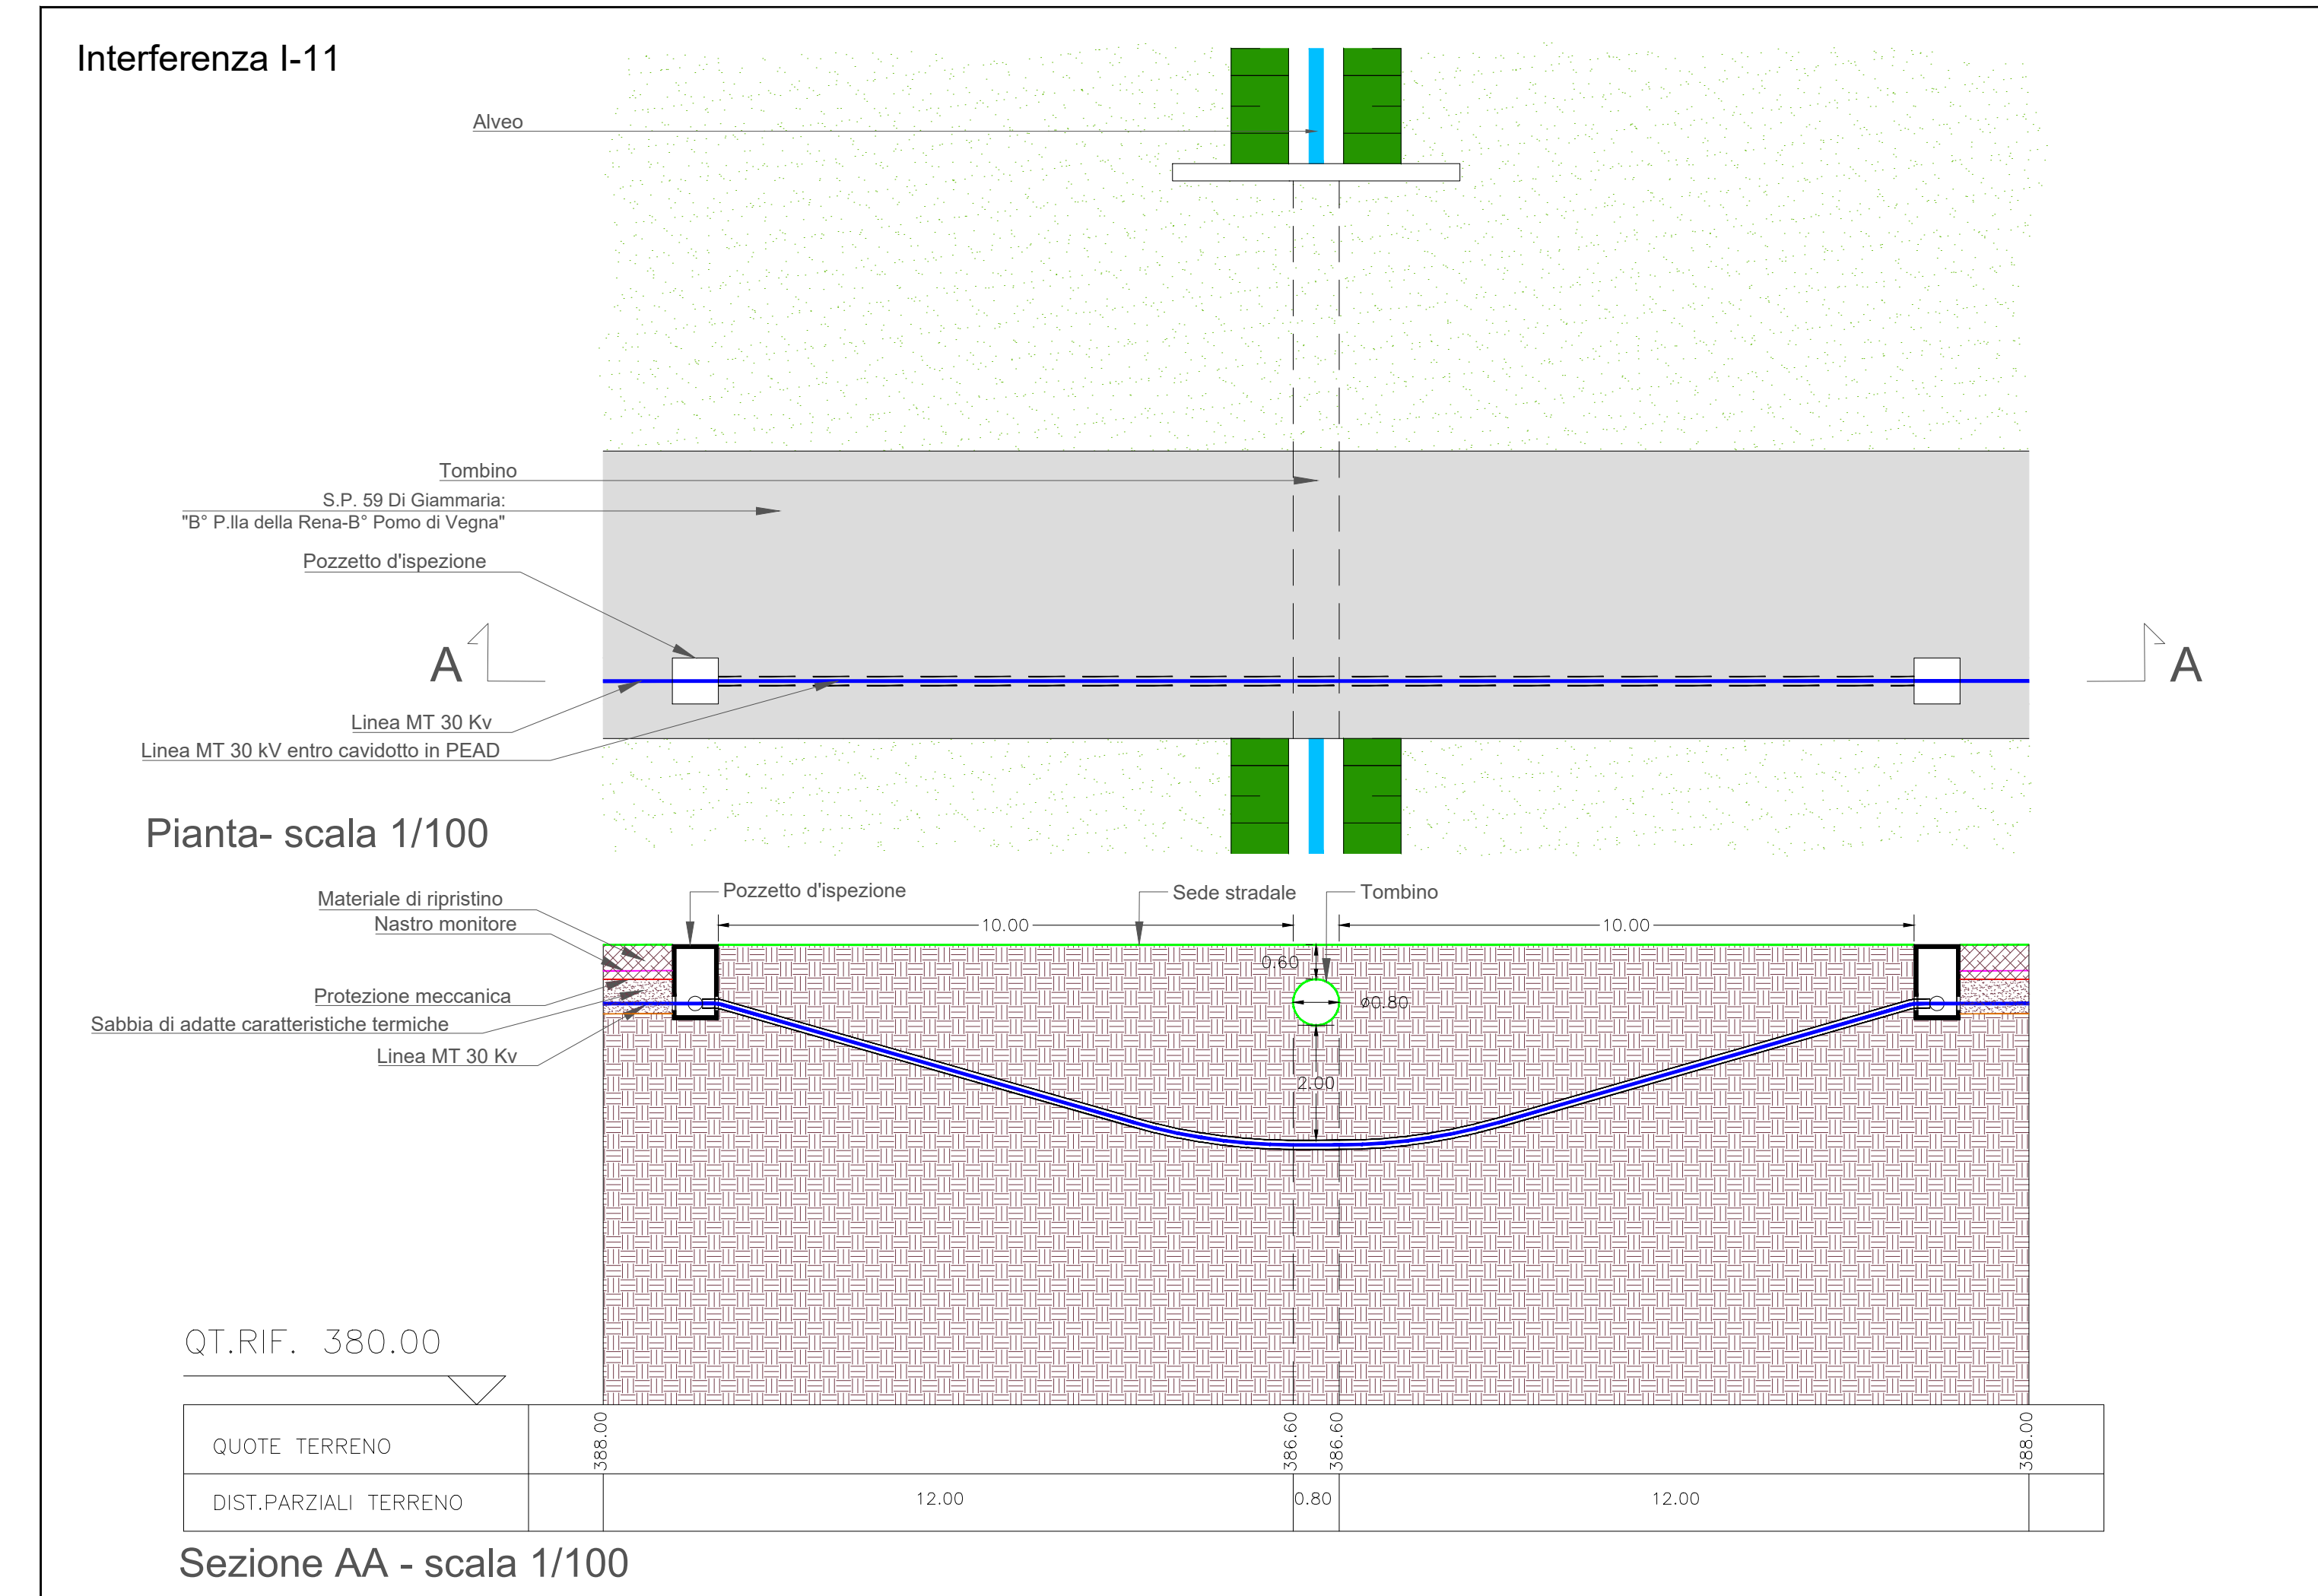 Interferenza I-11
Alveo
Tombino
S.P. 59 Di Giammaria:
"B° P.lla della Rena-B° Pomo di Vegna"
Pozzetto d'ispezione
A
A
Linea MT 30 Kv
Linea MT 30 kV entro cavidotto in PEAD
Pianta- scala 1/100
Pozzetto d'ispezione
Sede stradale
Tombino
Materiale di ripristino
Nastro monitore
10.00
10.00
0.60
Protezione meccanica
ø0.80
Sabbia di adatte caratteristiche termiche
Linea MT 30 Kv
2.00
QT.RIF. 380.00
QUOTE TERRENO
388.00
386.60
386.60
388.00
DIST.PARZIALI TERRENO
12.00
0.80
12.00
Sezione AA - scala 1/100